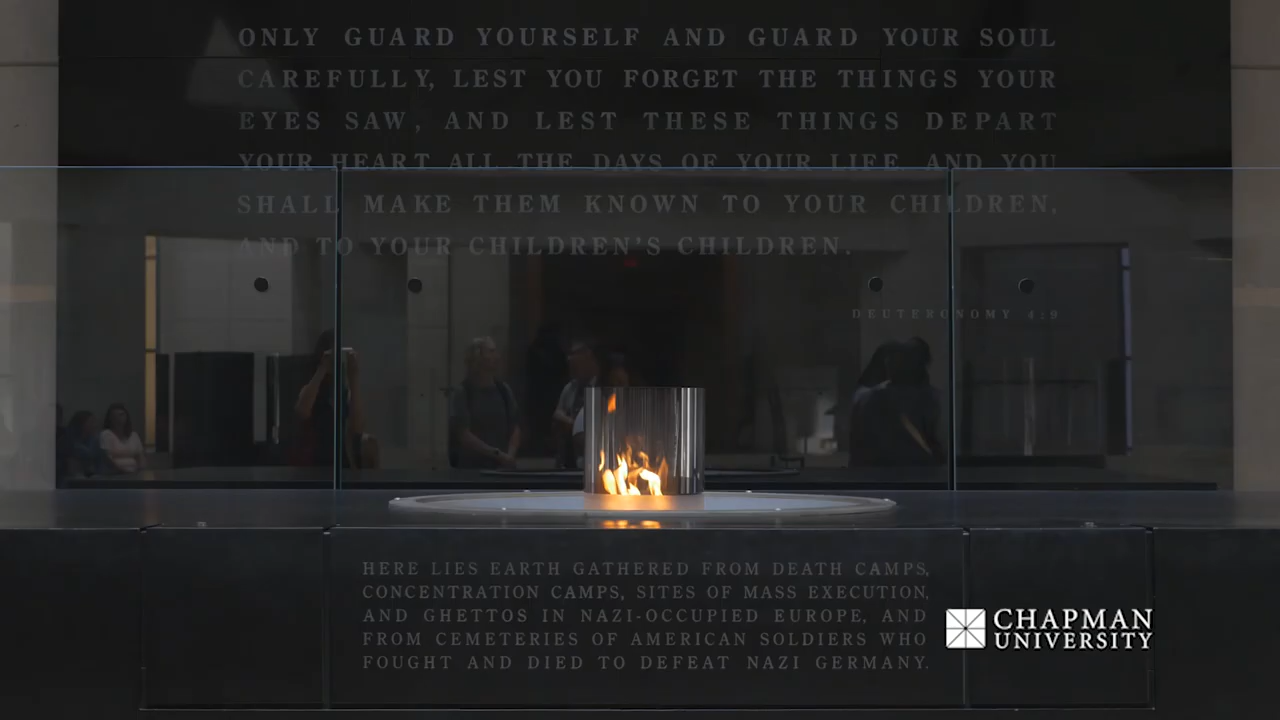 ONLY GUARD YOURSELF AND GUARD YOUR SOUL
CAREFULLY, LEST YOU FORGET THE THINGS YOUR
EYES SAW, AND LEST THESE THINGS DEPART
YOUR HEART ALL THE DAYS OF YOUR LIFE, AND YOU
SHALL MAKE THEM KNOWN TO YOUR CHILDREN,
AND TO YOUR CHILDREN'S CHILDREN.
DEUTERONOMY 4:9
HERE LIES EARTH GATHERED FROM DEATH CAMPS,
CONCENTRATION CAMPS, SITES OF MASS EXECUTION,
AND GHETTOS IN NAZI-OCCUPIED EUROPE, AND
FROM CEMETERIES OF AMERICAN SOLDIERS WHO
FOUGHT AND DIED TO DEFEAT NAZI GERMANY.
CHAPMAN
UNIVERSITY